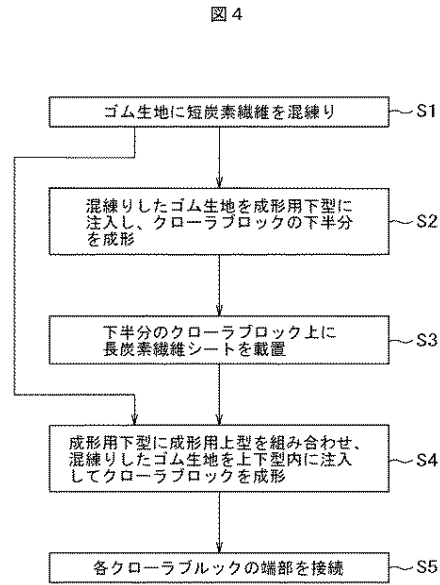 図4
ゴム生地に短炭素繊維を混練り
S1
混練りしたゴム生地を成形用下型に
注入し、クローラブロックの下半分
を成形
S2
下半分のクローラブロック上に
長炭素繊維シートを載置
S3
成形用下型に成形用上型を組み合わせ、
混練りしたゴム生地を上下型内に注入
してクローラブロックを成形
S4
各クローラブルックの端部を接続
S5